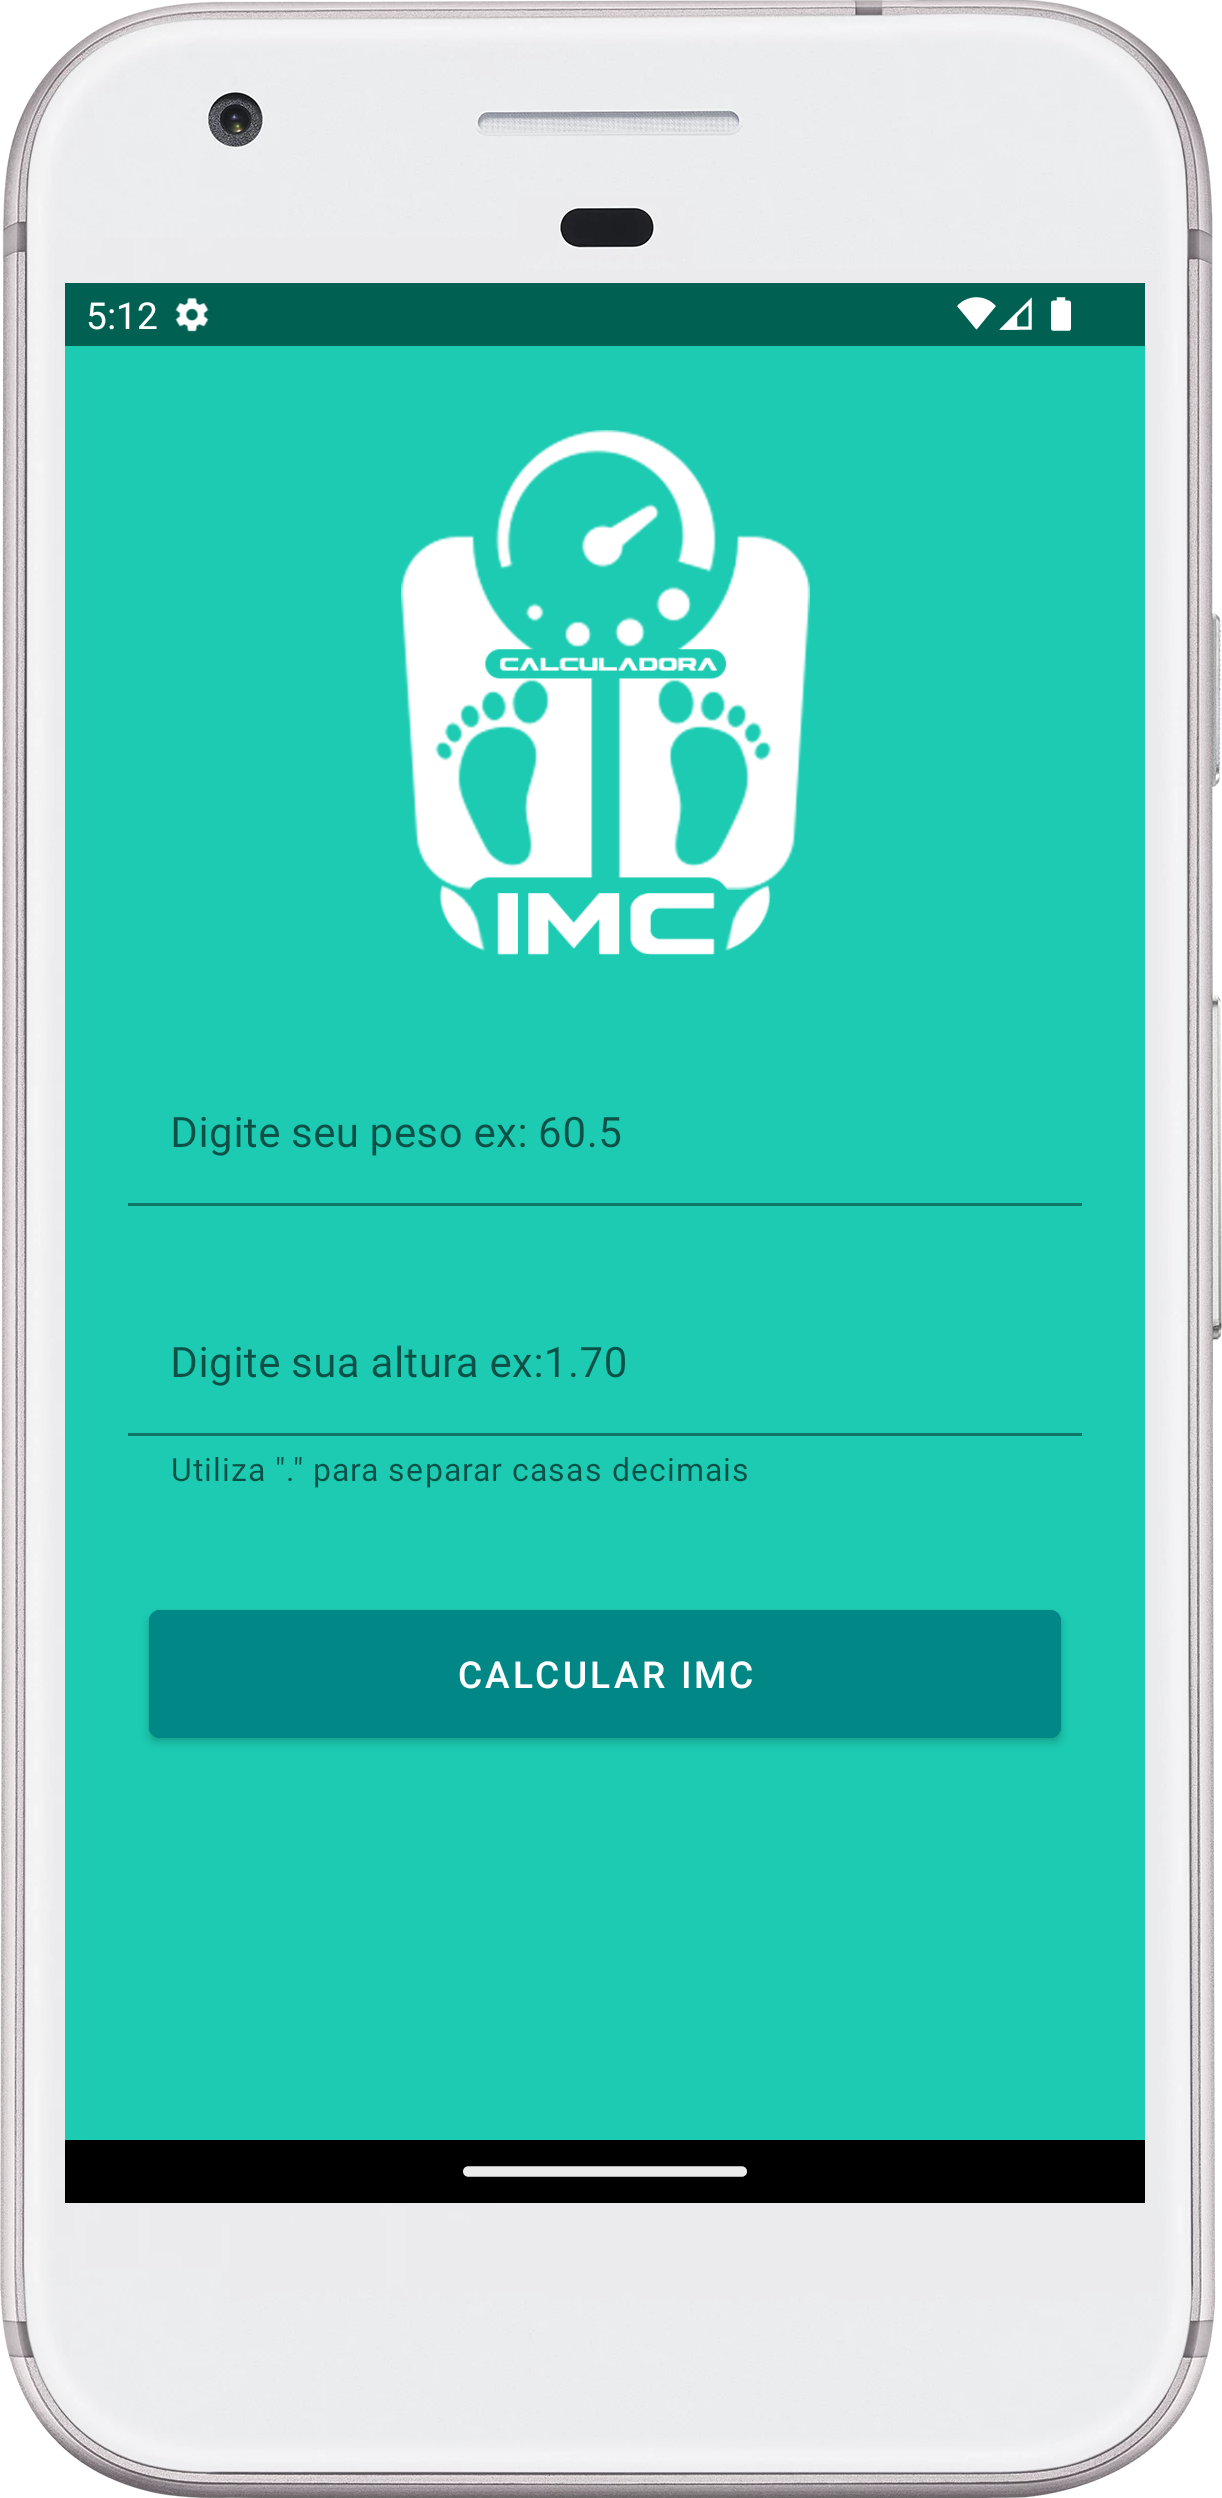 5:12
CALCULADORA
IMC
Digite seu peso ex: 60.5
Digite sua altura ex:1.70
Utiliza "." para separar casas decimais
CALCULAR IMC